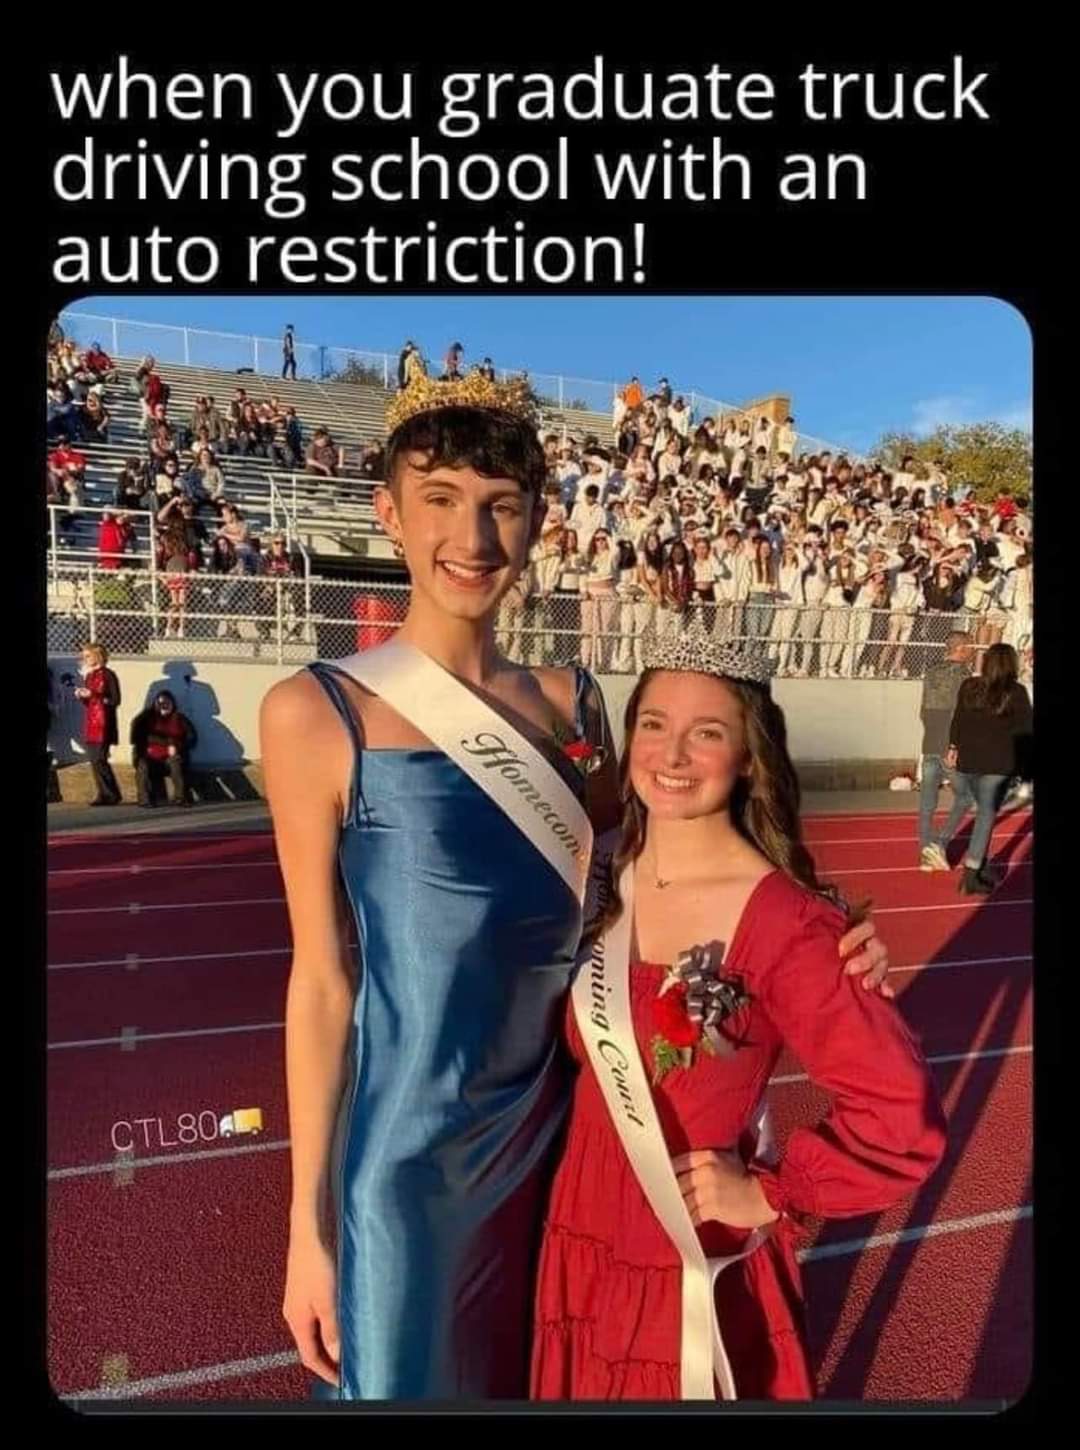 when you graduate truck
driving school with an
auto restriction!
Homecom
oming Court
CTL80